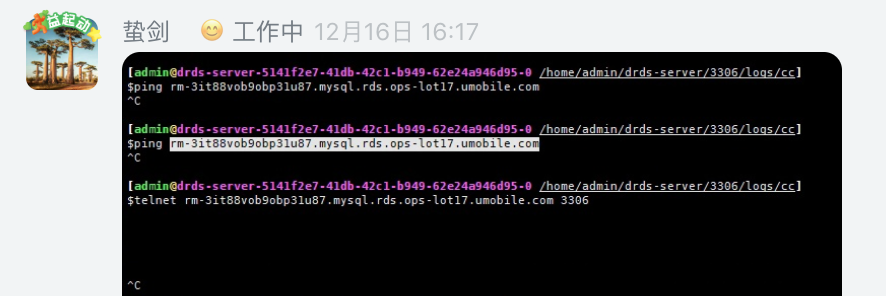 益起动
蛰剑 😊 工作中 12月16日 16:17
[admin@drds-server-5141f2e7-41db-42c1-b949-62e24a946d95-0 /home/admin/drds-server/3306/logs/cc]
$ping rm-3it88vob9obp31u87.mysql.rds.ops-lot17.umobile.com
^C
[admin@drds-server-5141f2e7-41db-42c1-b949-62e24a946d95-0 /home/admin/drds-server/3306/logs/cc]
$ping rm-3it88vob9obp31u87.mysql.rds.ops-lot17.umobile.com
^C
[admin@drds-server-5141f2e7-41db-42c1-b949-62e24a946d95-0 /home/admin/drds-server/3306/logs/cc]
$telnet rm-3it88vob9obp31u87.mysql.rds.ops-lot17.umobile.com 3306
^C